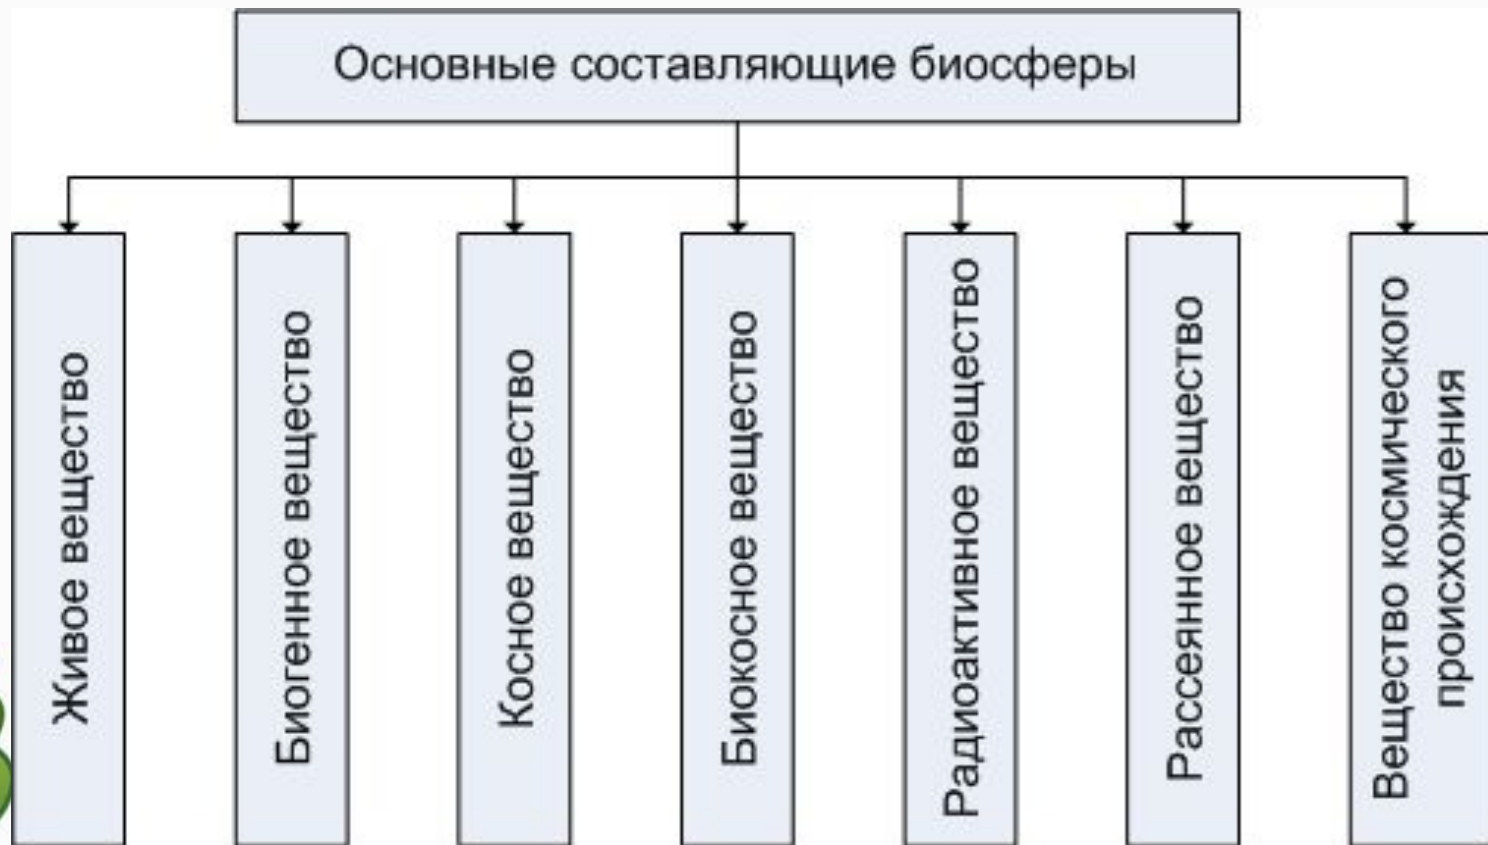 Основные составляющие биосферы
Живое вещество
Биогенное вещество
Косное вещество
Биокосное вещество
Радиоактивное вещество
Рассеянное вещество
Вещество космического
происхождения